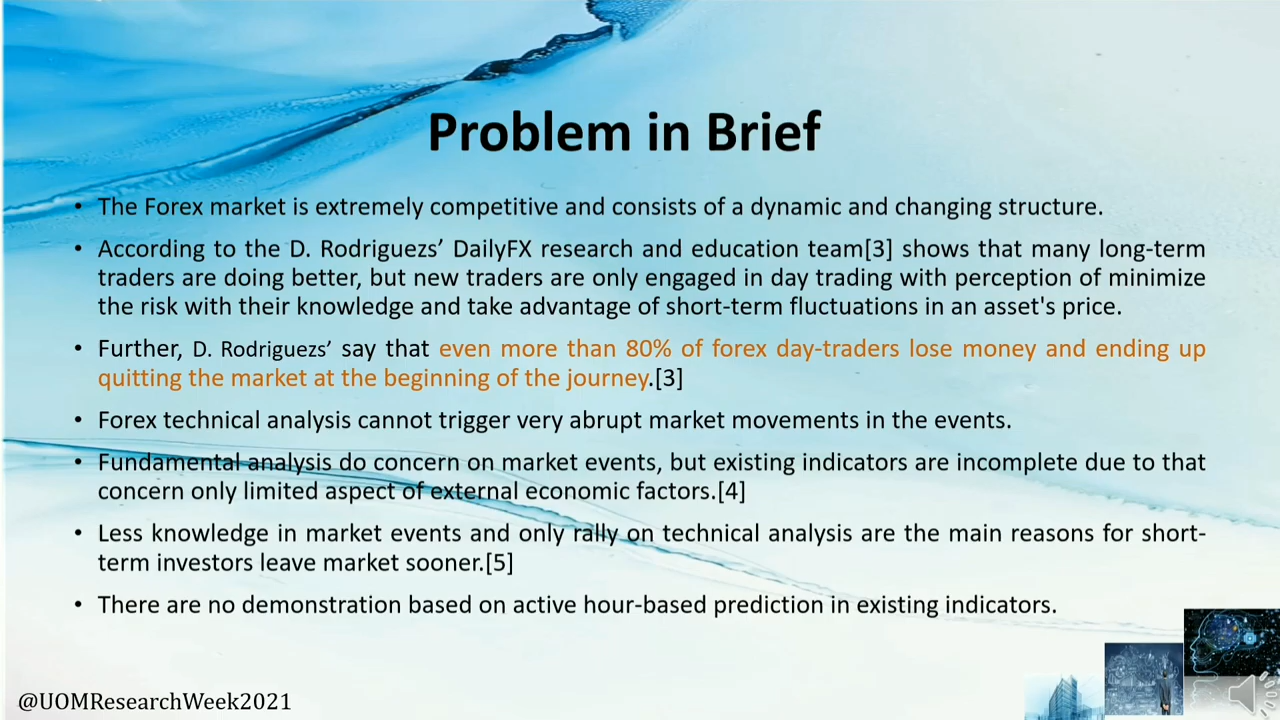 Problem in Brief
• The Forex market is extremely competitive and consists of a dynamic and changing structure.
• According to the D. Rodriguezs’ DailyFX research and education team[3] shows that many long-term
traders are doing better, but new traders are only engaged in day trading with perception of minimize
the risk with their knowledge and take advantage of short-term fluctuations in an asset's price.
• Further, D. Rodriguezs’ say that even more than 80% of forex day-traders lose money and ending up
quitting the market at the beginning of the journey.[3]
• Forex technical analysis cannot trigger very abrupt market movements in the events.
• Fundamental analysis do concern on market events, but existing indicators are incomplete due to that
concern only limited aspect of external economic factors.[4]
• Less knowledge in market events and only rally on technical analysis are the main reasons for short-
term investors leave market sooner.[5]
• There are no demonstration based on active hour-based prediction in existing indicators.
@UOMResearchWeek2021